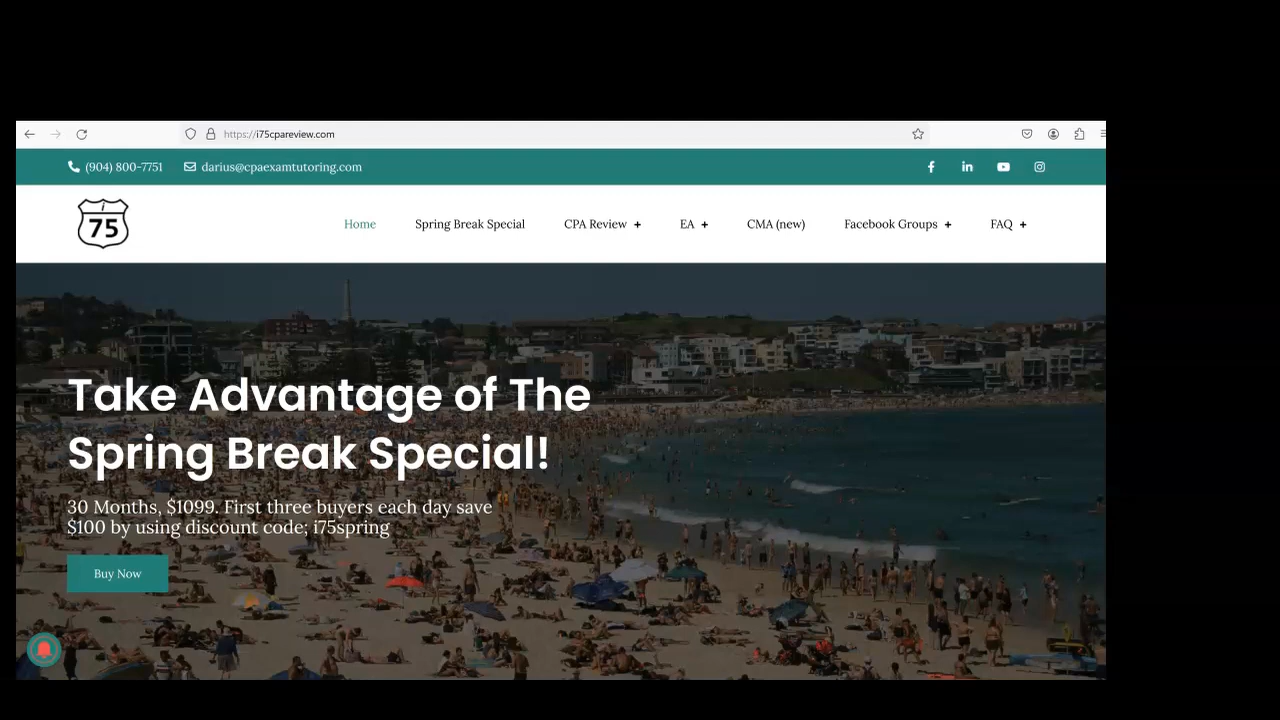 https://i75cpareview.com
(904) 800-7751 darius@cpaexamtutoring.com
i
75
Home Spring Break Special CPA Review + EA + CMA (new) Facebook Groups + FAQ +
Take Advantage of The
Spring Break Special!
30 Months, $1099. First three buyers each day save
$100 by using discount code; i75spring
Buy Now